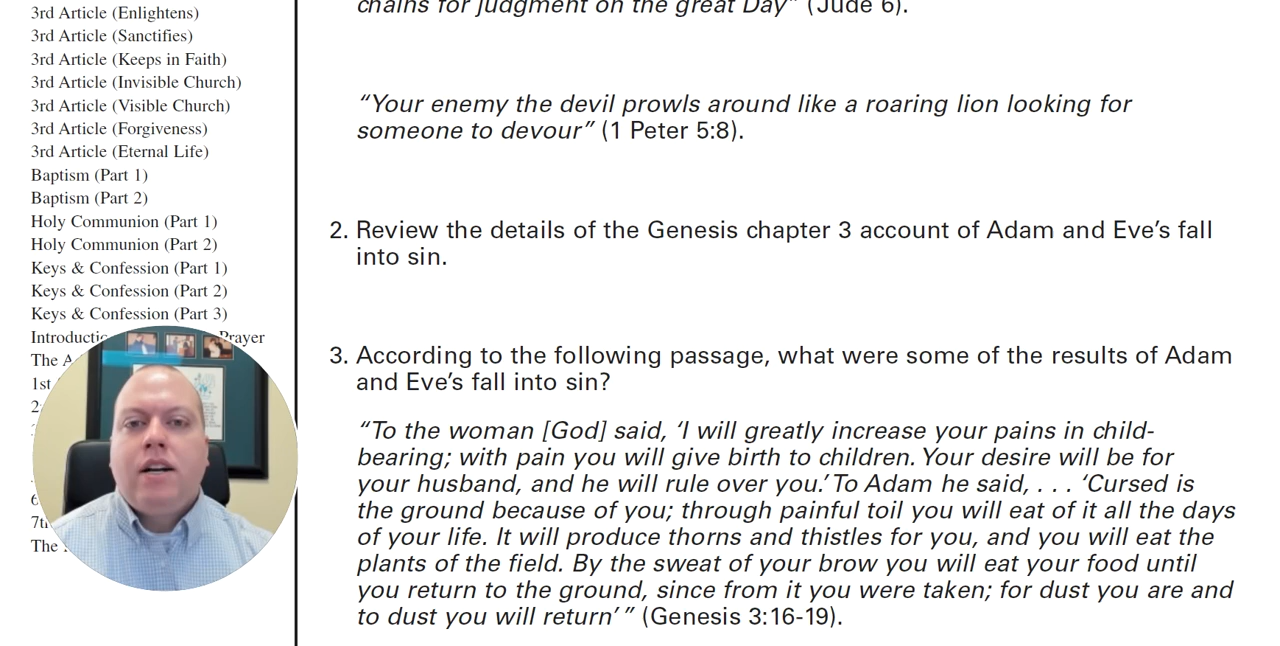 3rd Article (Enlightens)
3rd Article (Sanctifies)
3rd Article (Keeps in Faith)
3rd Article (Invisible Church)
3rd Article (Visible Church)
3rd Article (Forgiveness)
3rd Article (Eternal Life)
Baptism (Part 1)
Baptism (Part 2)
Holy Communion (Part 1)
Holy Communion (Part 2)
Keys & Confession (Part 1)
Keys & Confession (Part 2)
Keys & Confession (Part 3)
Prayer
The
1st
The
chains for judgment on the great Day” (Jude 6).
“Your enemy the devil prowls around like a roaring lion looking for
someone to devour” (1 Peter 5:8).
2. Review the details of the Genesis chapter 3 account of Adam and Eve’s fall
into sin.
3. According to the following passage, what were some of the results of Adam
and Eve’s fall into sin?
“To the woman [God] said, ‘I will greatly increase your pains in child-
bearing; with pain you will give birth to children. Your desire will be for
your husband, and he will rule over you.’ To Adam he said, . . . ‘Cursed is
the ground because of you; through painful toil you will eat of it all the days
of your life. It will produce thorns and thistles for you, and you will eat the
plants of the field. By the sweat of your brow you will eat your food until
you return to the ground, since from it you were taken; for dust you are and
to dust you will return’ ” (Genesis 3:16-19).